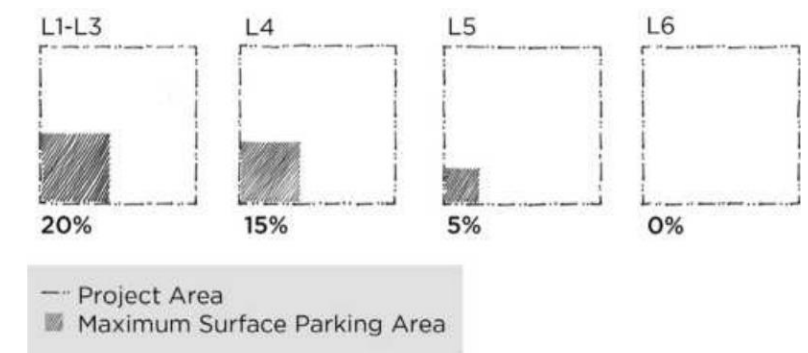 L1-L3 L4 L5 L6
20% 15% 5% 0%
Project Area
Maximum Surface Parking Area